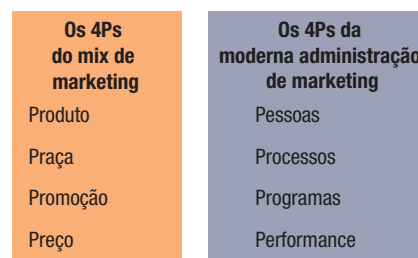 Os 4Ps
do mix de
marketing
Produto
Praça
Promoção
Preço
Os 4Ps da
moderna administração
de marketing
Pessoas
Processos
Programas
Performance